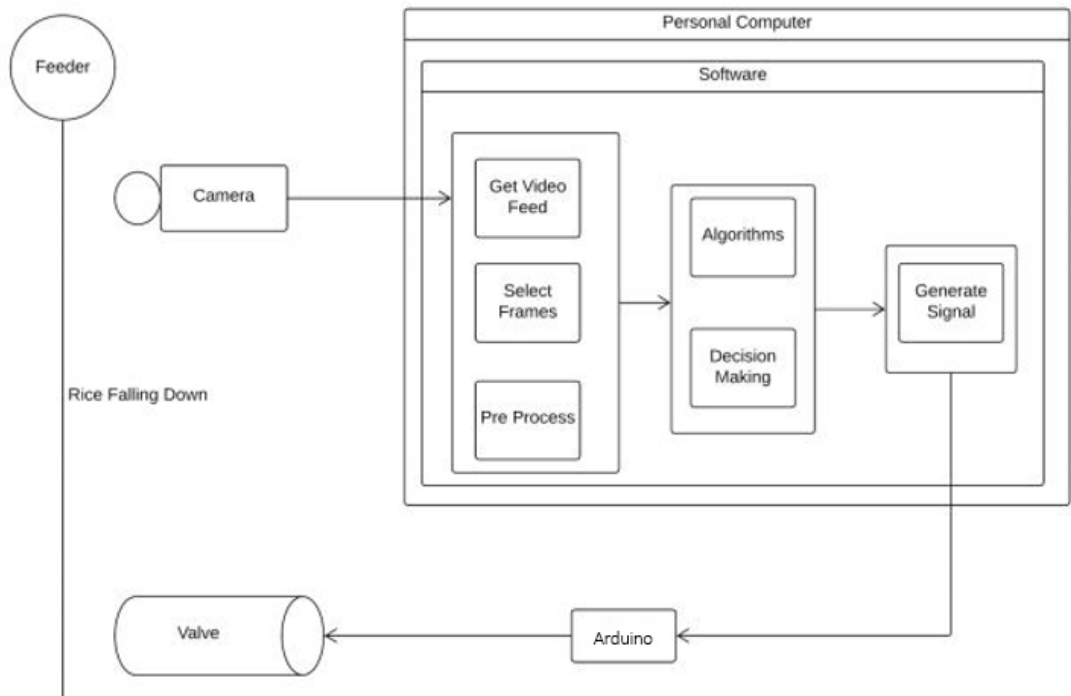 Personal Computer
Feeder
Software
Camera
Get Video
Feed
Select
Frames
Pre Process
Algorithms
Decision
Making
Generate
Signal
Rice Falling Down
Valve
Arduino